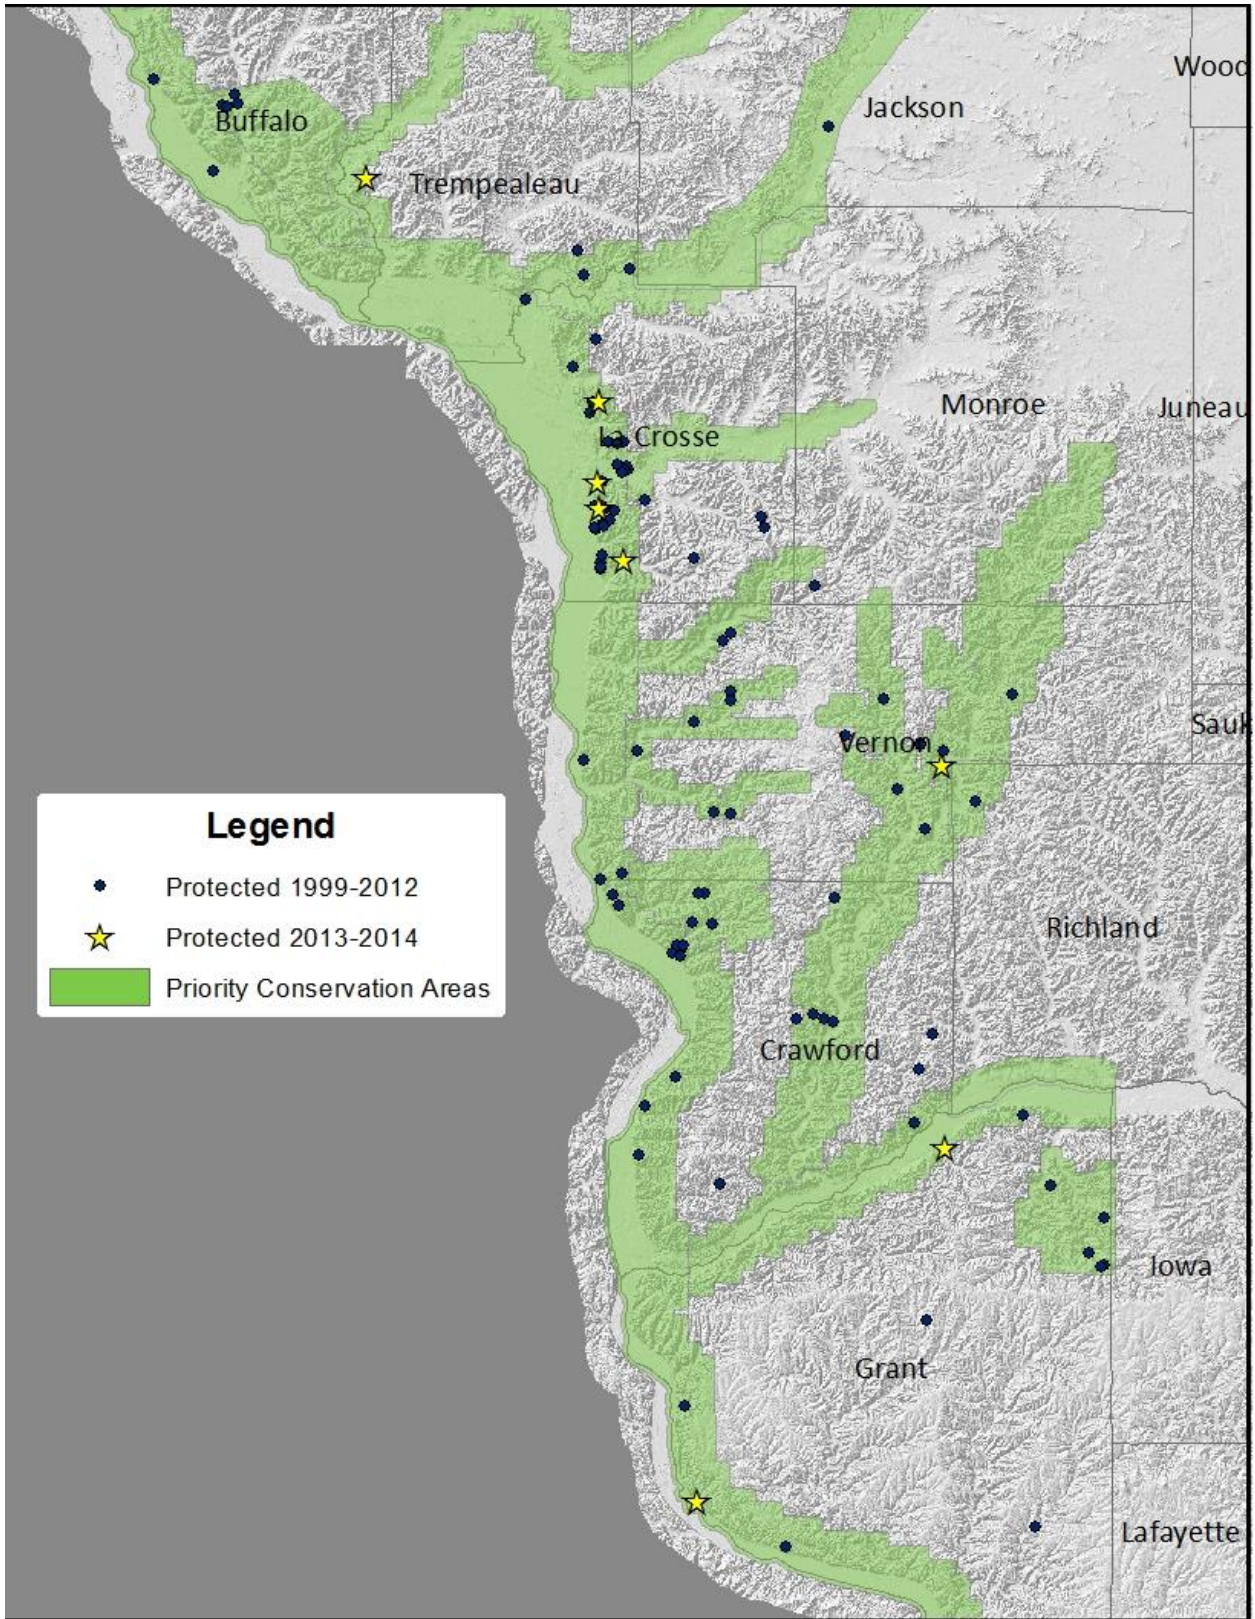 Wood
Jackson
Buffalo
Trempealeau
Monroe
Juneau
La Crosse
Sauk
Vernon
Legend
Protected 1999-2012
Protected 2013-2014
Priority Conservation Areas
Richland
Crawford
Iowa
Grant
Lafayette